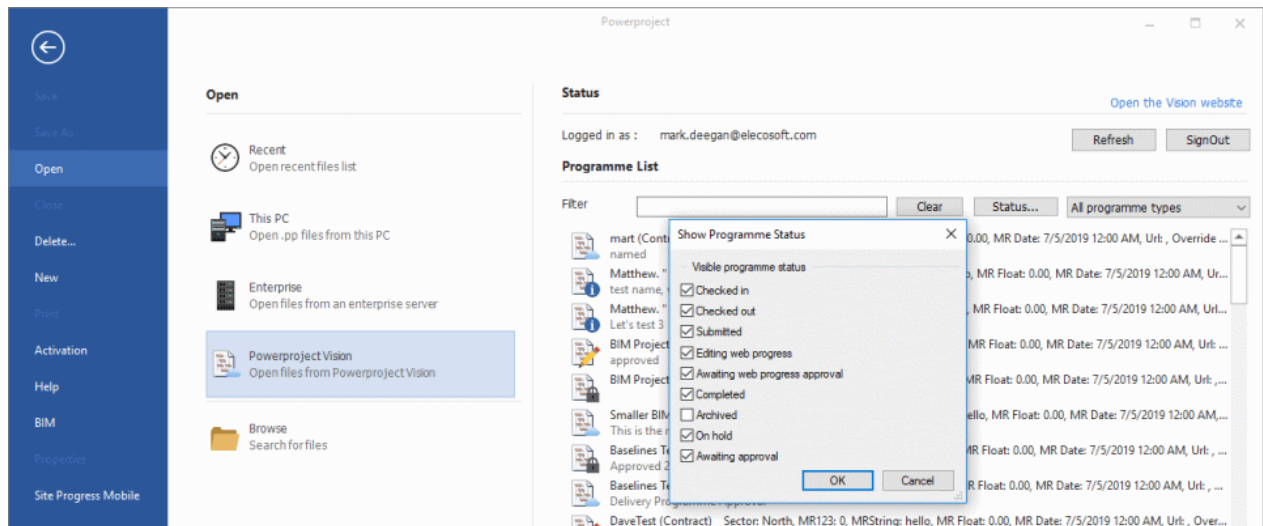 Powerproject
Save
Save As
Open
Close
Delete...
New
Print
Activation
Help
BIM
Properties
Site Progress Mobile
Open
Recent
Open recent files list
This PC
Open .pp files from this PC
Enterprise
Open files from an enterprise server
Powerproject Vision
Open files from Powerproject Vision
Browse
Search for files
Status
Open the Vision website
Logged in as : mark.deegan@elecosoft.com
Refresh SignOut
Programme List
Filter Clear Status... All programme types
mart (Cont 0.00, MR Date: 7/5/2019 12:00 AM, Url: , Override ...
named
Matthew. " , MR Float: 0.00, MR Date: 7/5/2019 12:00 AM, Ur...
test name,
Matthew. " , MR Float: 0.00, MR Date: 7/5/2019 12:00 AM, Url...
Let's test 3
BIM Project MR Float: 0.00, MR Date: 7/5/2019 12:00 AM, Url: ...
approved
BIM Project MR Float: 0.00, MR Date: 7/5/2019 12:00 AM, Url: ,...
Smaller BIM ello, MR Float: 0.00, MR Date: 7/5/2019 12:00 AM,...
This is the
Baselines Te MR Float: 0.00, MR Date: 7/5/2019 12:00 AM, Url: , ...
Approved 2
Baselines Te R Float: 0.00, MR Date: 7/5/2019 12:00 AM, Url: , ...
Delivery Programme Approval
DaveTest (Contract) Sector: North, MR123: 0, MRString: hello, MR Float: 0.00, MR Date: 7/5/2019 12:00 AM, Url: , Over...
Show Programme Status
Visible programme status
Checked in
Checked out
Submitted
Editing web progress
Awaiting web progress approval
Completed
Archived
On hold
Awaiting approval
OK Cancel